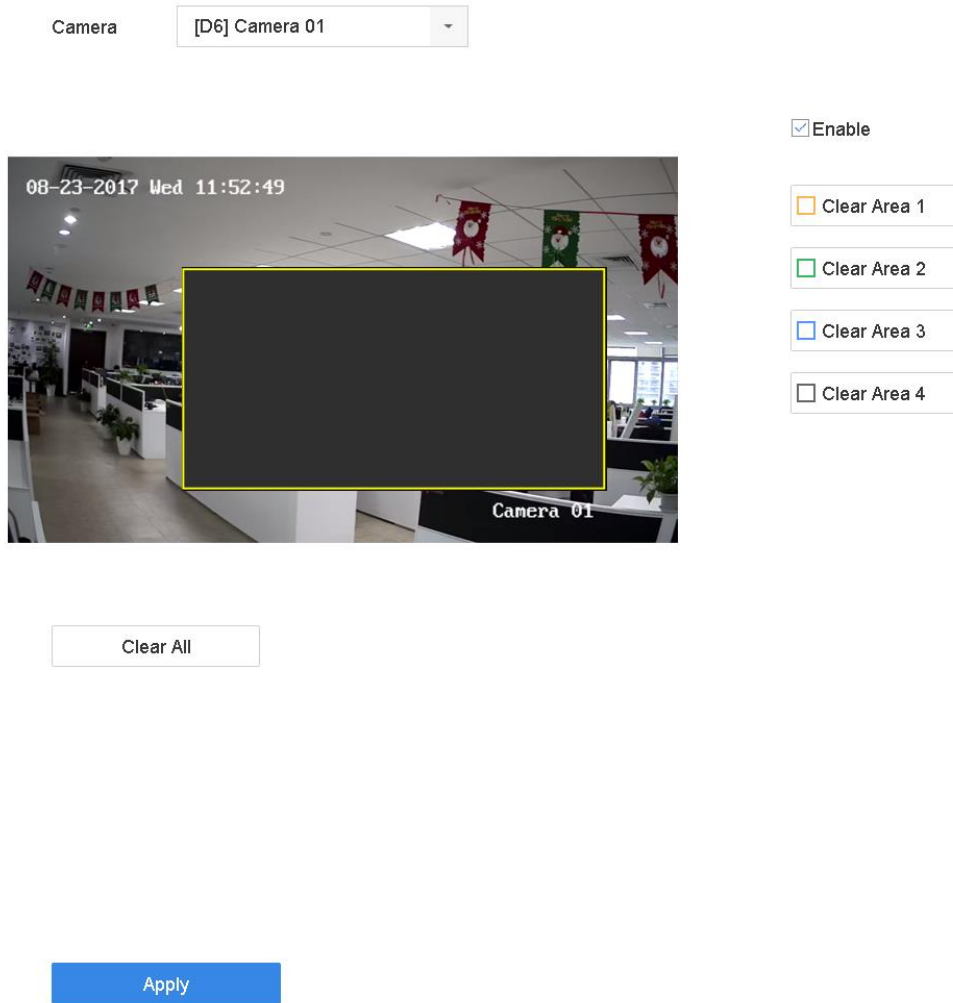 Camera
[D6] Camera 01
Enable
08-23-2017 Wed 11:52:49
Clear Area 1
Clear Area 2
Clear Area 3
Clear Area 4
Camera 01
Clear All
Apply